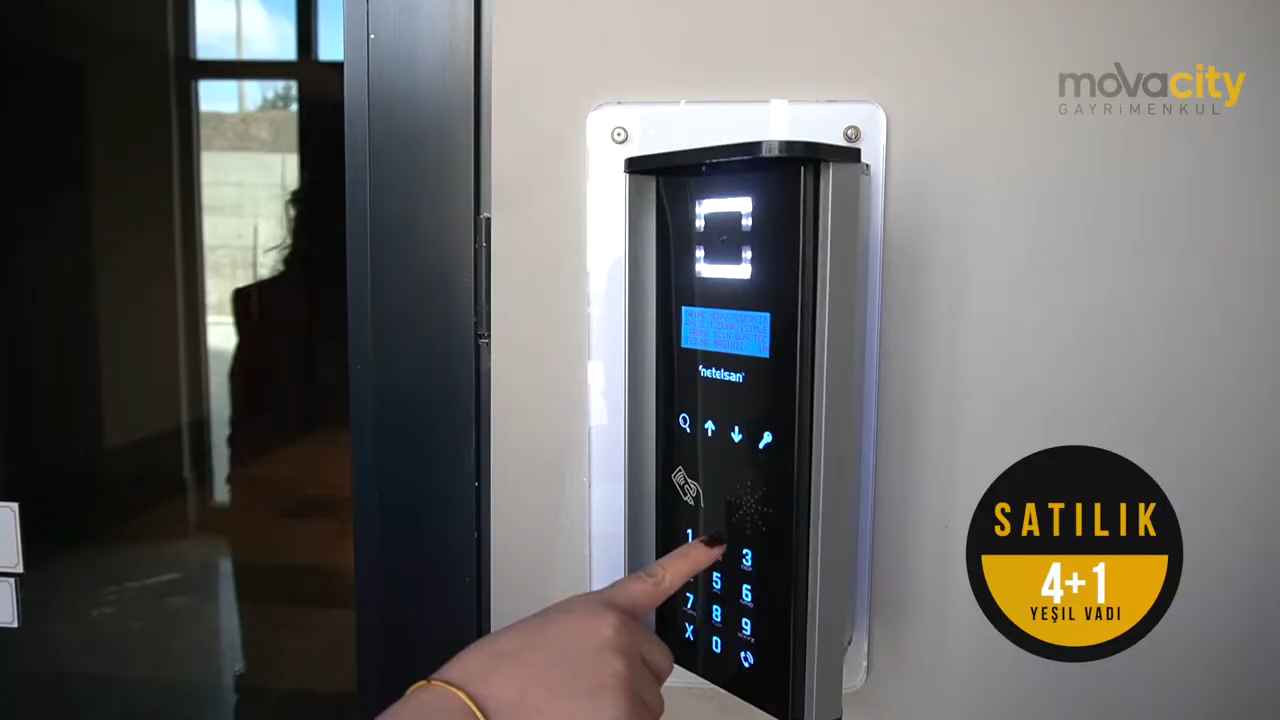 movacity
GAYRİMENKUL
netelsan
1
3
5
6
7
8
9
X
0
SATILIK
4+1
YEŞİL VADİ